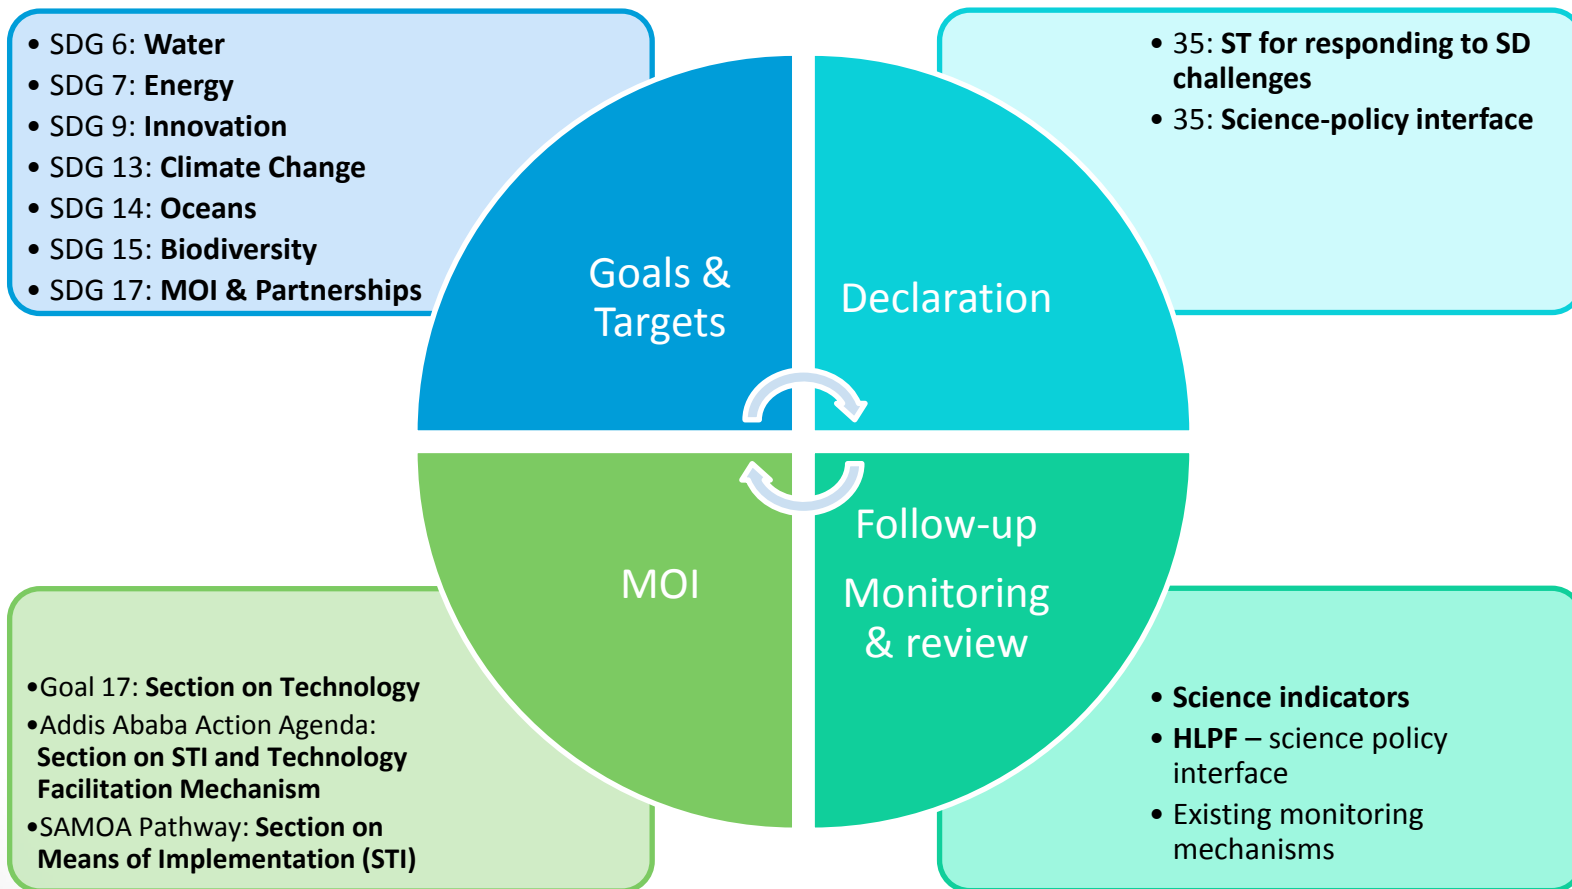 • SDG 6: Water
• SDG 7: Energy
• SDG 9: Innovation
• SDG 13: Climate Change
• SDG 14: Oceans
• SDG 15: Biodiversity
• SDG 17: MOI & Partnerships
• 35: ST for responding to SD
challenges
• 35: Science-policy interface
Goals &
Targets
Declaration
MOI
Follow-up
Monitoring
& review
•Goal 17: Section on Technology
•Addis Ababa Action Agenda:
Section on STI and Technology
Facilitation Mechanism
•SAMOA Pathway: Section on
Means of Implementation (STI)
• Science indicators
• HLPF – science policy
interface
• Existing monitoring
mechanisms